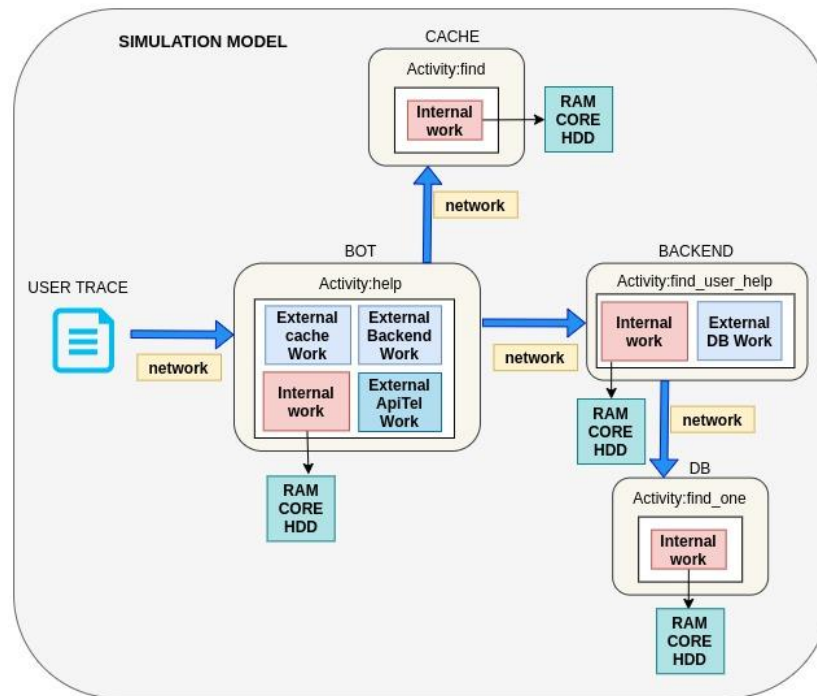 SIMULATION MODEL
CACHE
Activity:find
Internal
work
RAM
CORE
HDD
network
BOT
Activity:help
External
cache
Work
External
Backend
Work
Internal
work
External
ApiTel
Work
RAM
CORE
HDD
USER TRACE
network
network
BACKEND
Activity:find_user_help
Internal
work
External
DB Work
RAM
CORE
HDD
network
DB
Activity:find_one
Internal
work
RAM
CORE
HDD